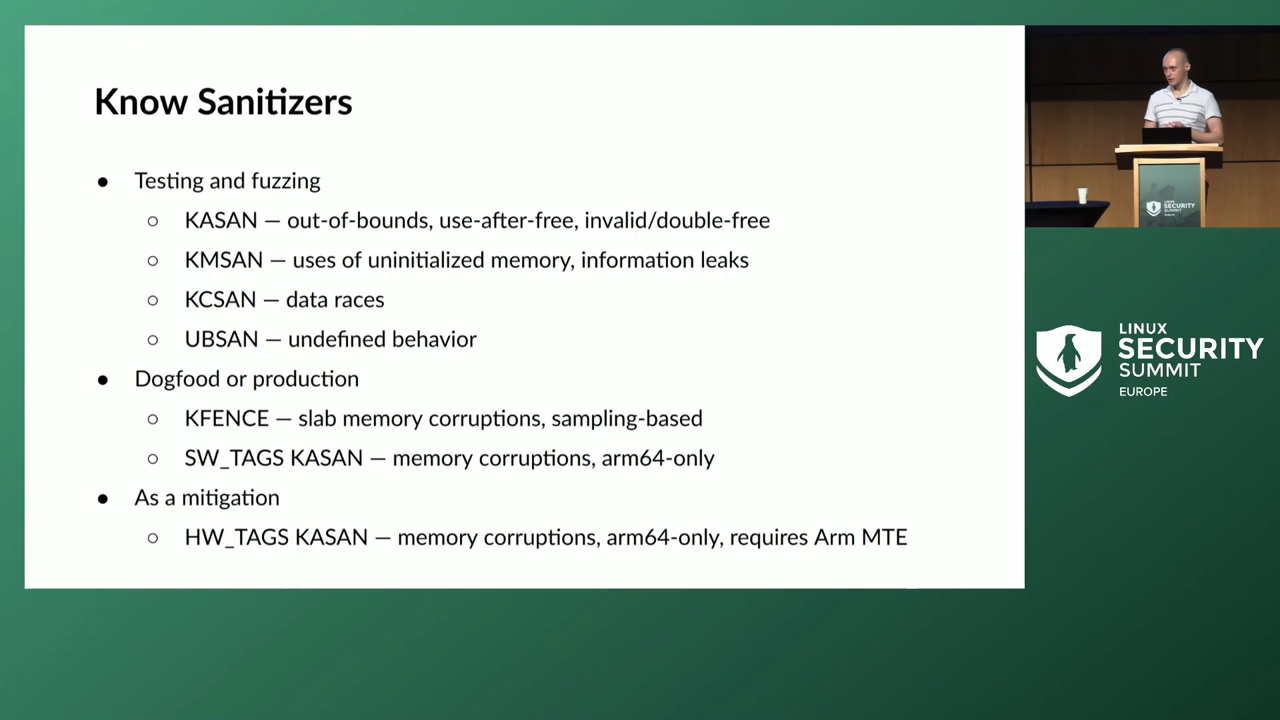 Know Sanitizers
● Testing and fuzzing
○ KASAN — out-of-bounds, use-after-free, invalid/double-free
○ KMSAN — uses of uninitialized memory, information leaks
○ KCSAN — data races
○ UBSAN — undefined behavior
● Dogfood or production
○ KFENCE — slab memory corruptions, sampling-based
○ SW_TAGS KASAN — memory corruptions, arm64-only
● As a mitigation
○ HW_TAGS KASAN — memory corruptions, arm64-only, requires Arm MTE
LINUX
SECURITY
SUMMIT
LINUX
SECURITY
SUMMIT
EUROPE